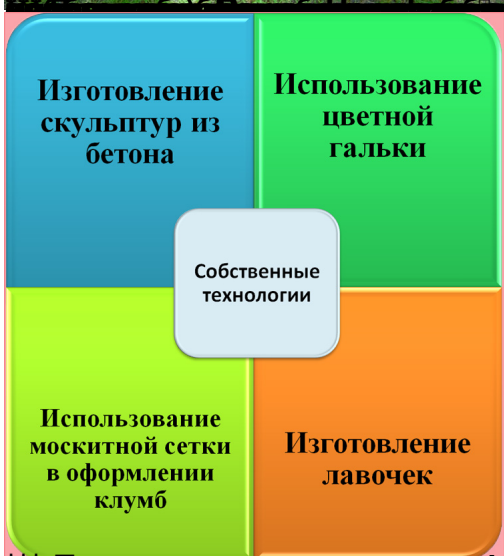 Изготовление
скульптур из
бетона
Использование
цветной
гальки
Собственные
технологии
Использование
москитной сетки
в оформлении
клумб
Изготовление
лавочек